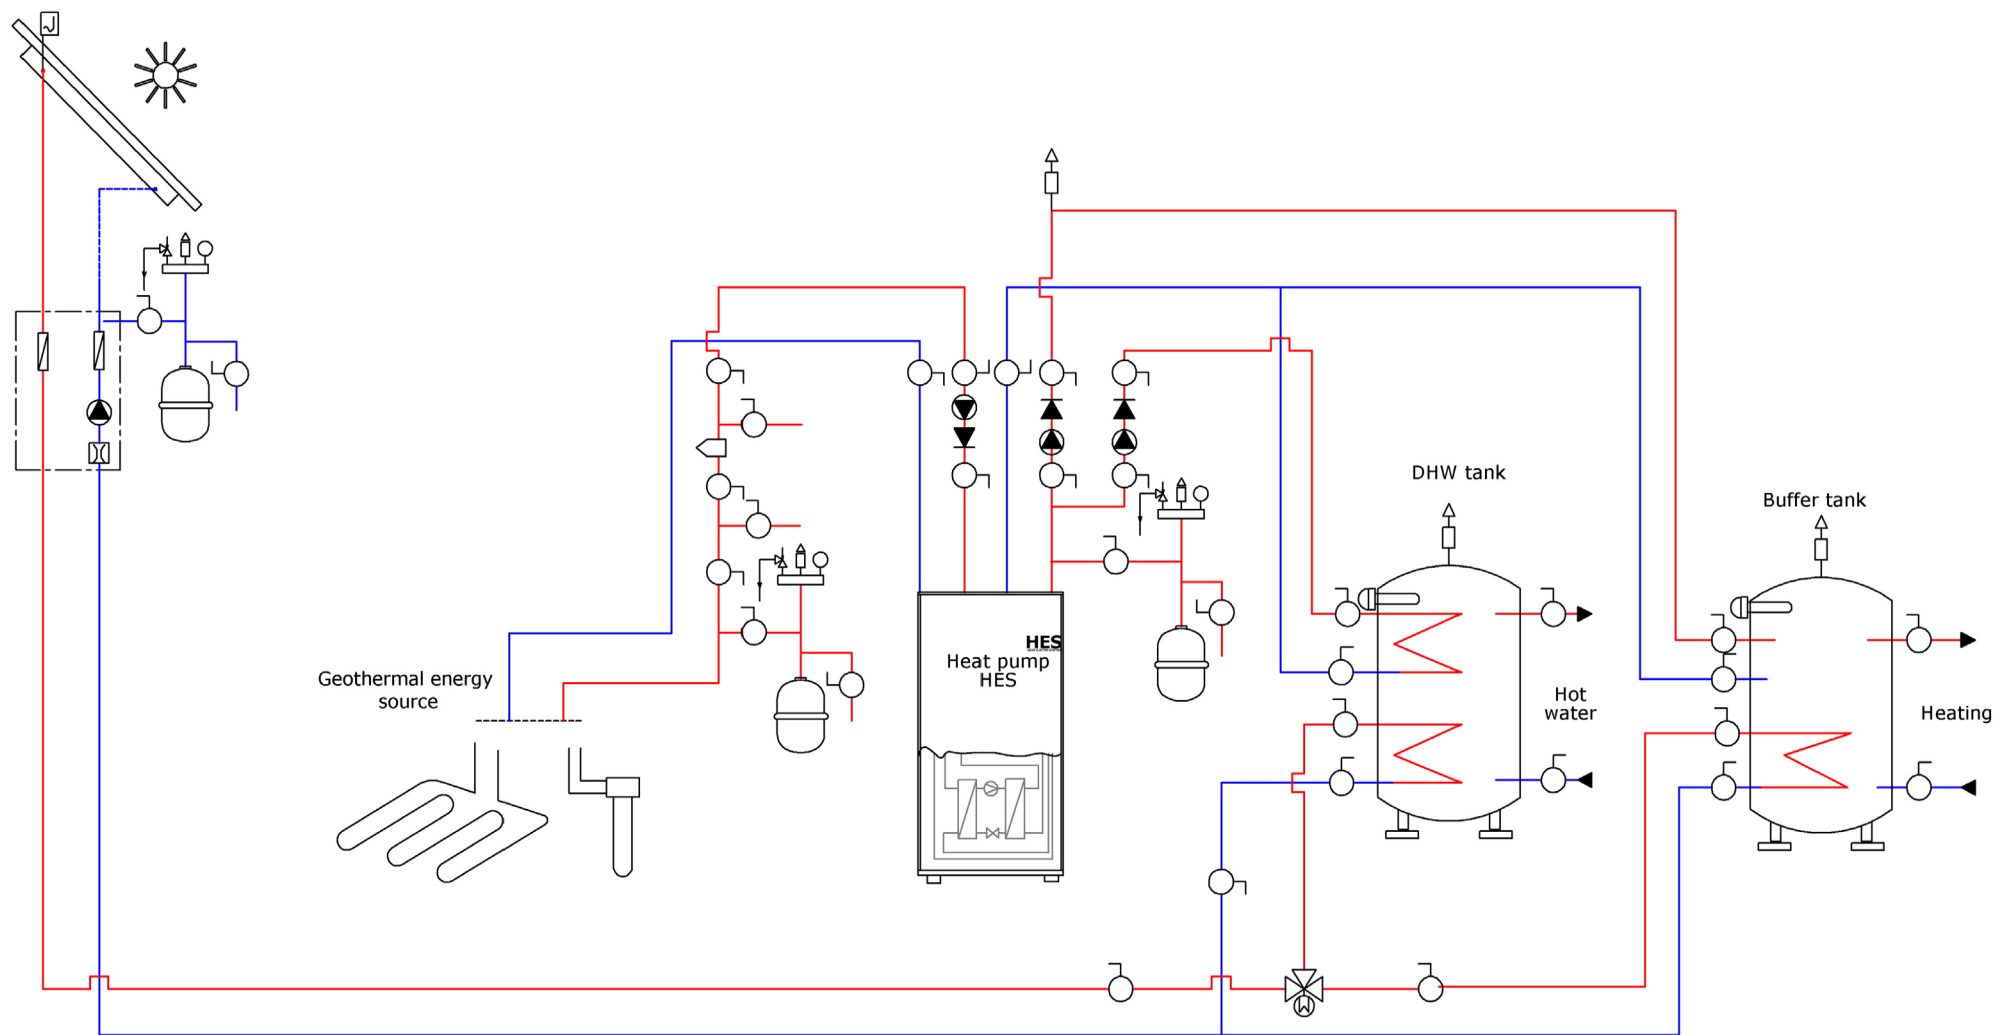 DHW tank
Buffer tank
HES
Heat pump
HES
Geothermal energy
source
Hot
water
Heating